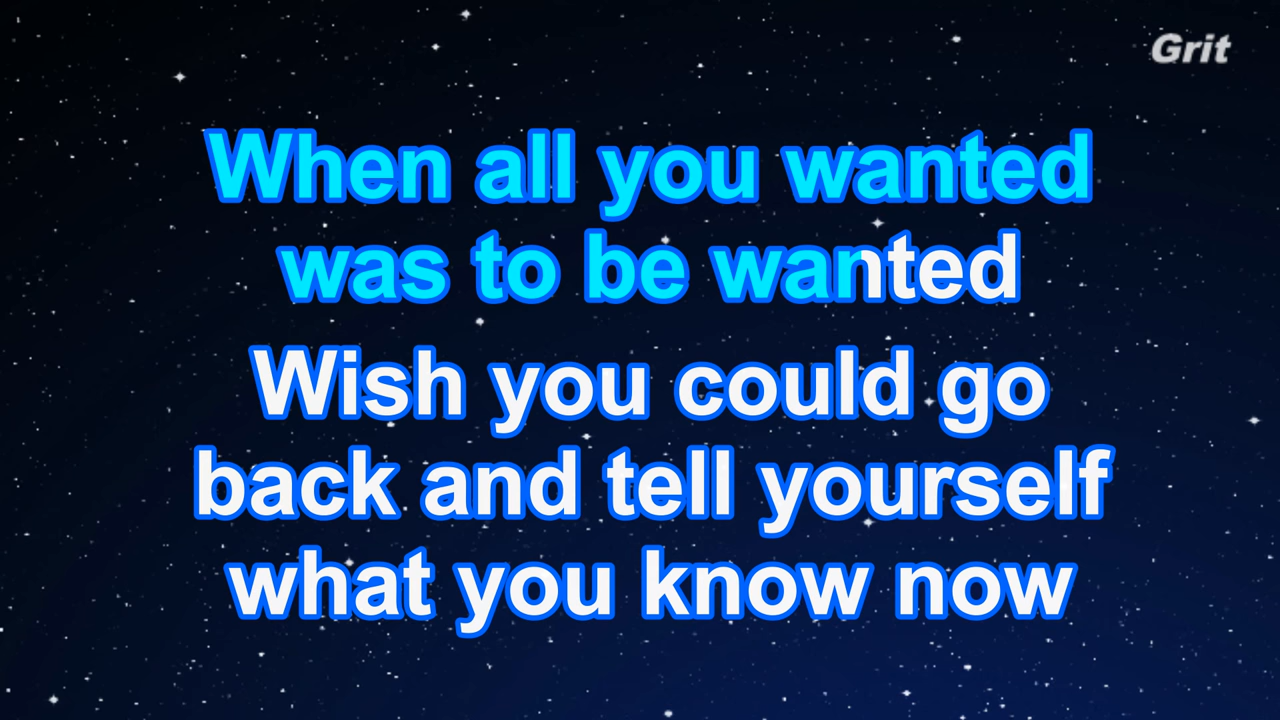 Grit
When all you wanted
was to be wanted
Wish you could go
back and tell yourself
what you know now